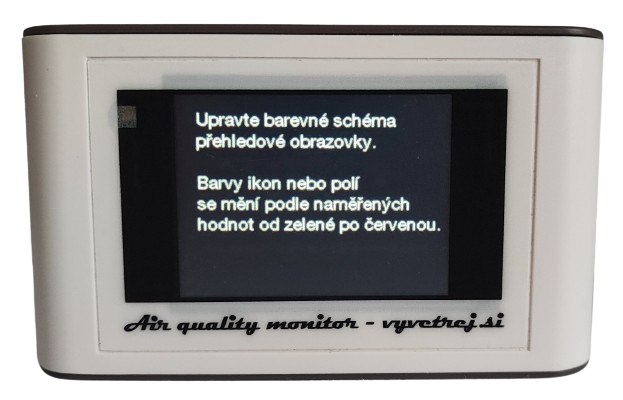 Upravte barevné schéma
přehledové obrazovky.
Barvy ikon nebo polí
se mění podle naměřených
hodnot od zelené po červenou.
Air quality monitor - vyvetrej.si